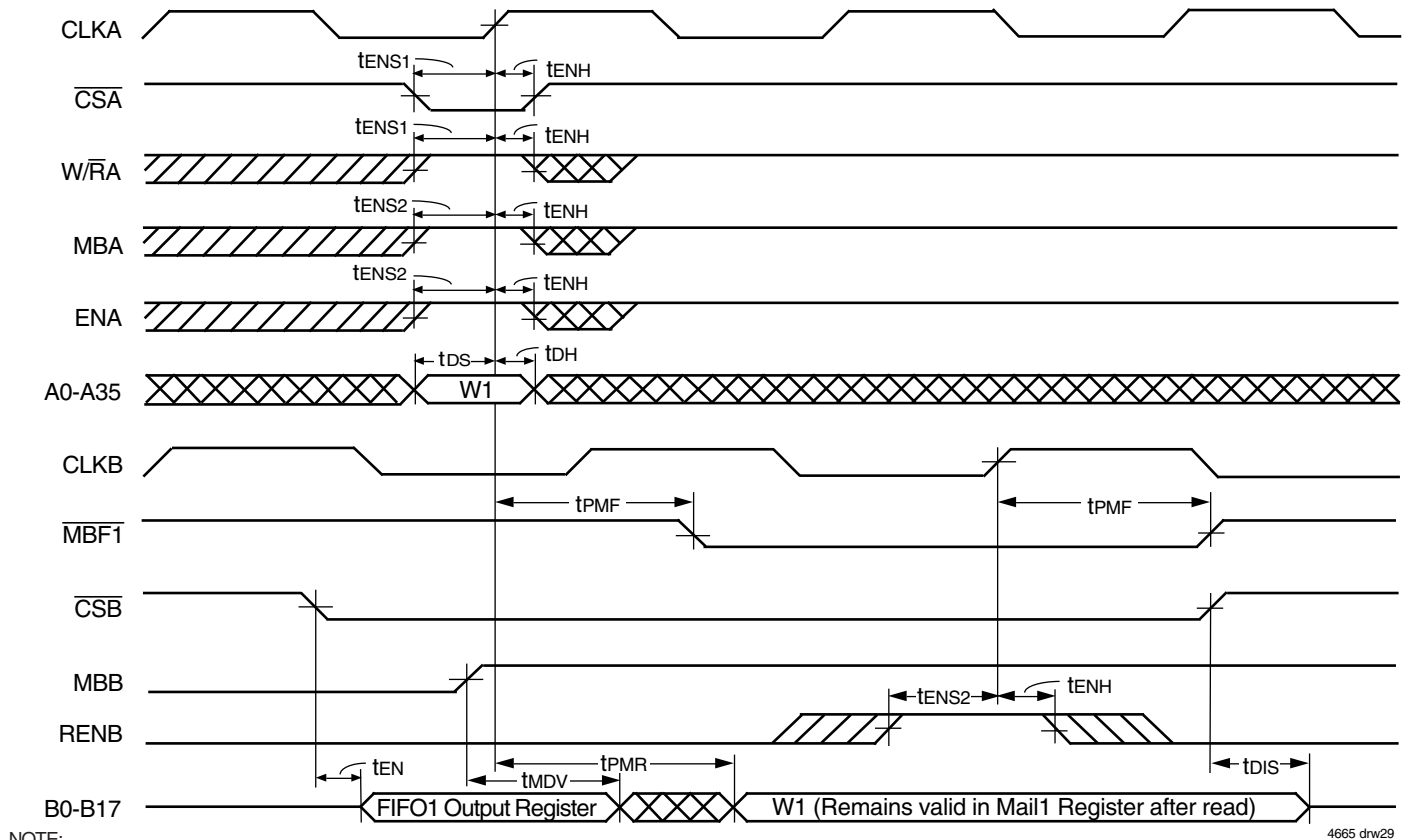 CLKA
tENS1
tENH
CSA
tENS1
tENH
W/RA
tENS2
tENH
MBA
tENS2
tENH
ENA
tDS
tDH
A0-A35
W1
CLKB
tPMF
tPMF
MBF1
CSB
MBB
tENS2
tENH
RENB
tEN
tMDV
tPMR
tDIS
B0-B17
FIFO1 Output Register
W1 (Remains valid in Mail1 Register after read)
NOTE:
4665 drw29